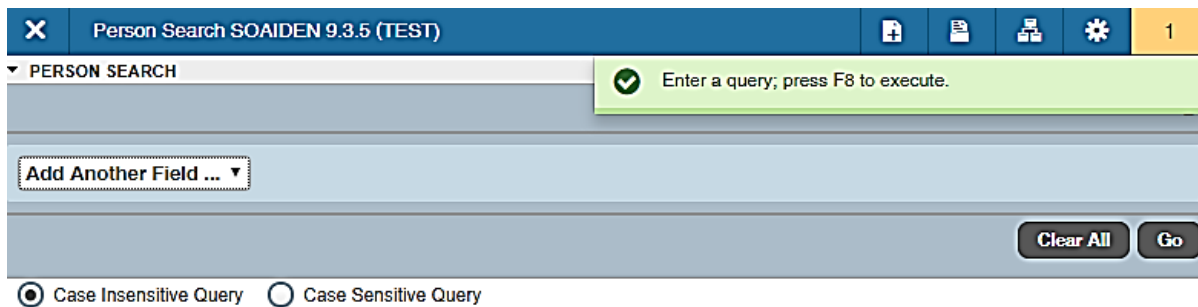 Person Search SOAIDEN 9.3.5 (TEST)
1
PERSON SEARCH
Enter a query; press F8 to execute.
Add Another Field ...
Clear All
Go
Case Insensitive Query
Case Sensitive Query